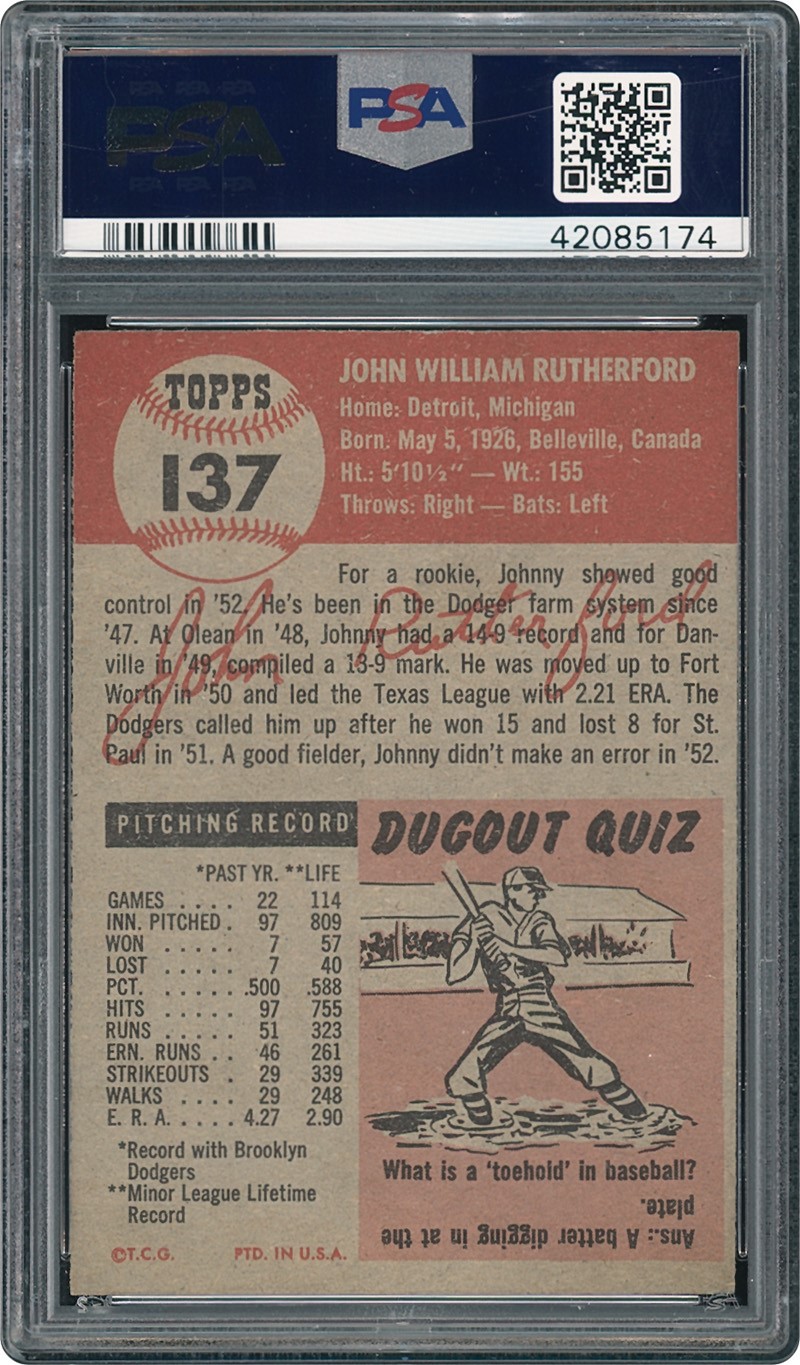 PSA
PSA
42085174
TOPPS
137
JOHN WILLIAM RUTHERFORD
Home: Detroit, Michigan
Born: May 5, 1926, Belleville, Canada
Ht.: 5'10½" — Wt.: 155
Throws: Right — Bats: Left
For a rookie, Johnny showed good
control in '52. He's been in the Dodger farm system since
'47. At Olean in '48, Johnny had a 14-9 record and for Dan-
ville in '49, compiled a 13-9 mark. He was moved up to Fort
Worth in '50 and led the Texas League with 2.21 ERA. The
Dodgers called him up after he won 15 and lost 8 for St.
Paul in '51. A good fielder, Johnny didn't make an error in '52.
John Rutherford
PITCHING RECORD
*PAST YR. **LIFE
GAMES . . . . 22 114
INN. PITCHED . 97 809
WON . . . . . 7 57
LOST . . . . . 7 40
PCT. . . . . . .500 .588
HITS . . . . . 97 755
RUNS . . . . . 51 323
ERN. RUNS . . 46 261
STRIKEOUTS . 29 339
WALKS . . . . 29 248
E. R. A. . . . . 4.27 2.90
*Record with Brooklyn
Dodgers
**Minor League Lifetime
Record
©T.C.G. PTD. IN U.S.A.
DUGOUT QUIZ
What is a 'toehold' in baseball?
Ans.: A batter digging in at the
plate.